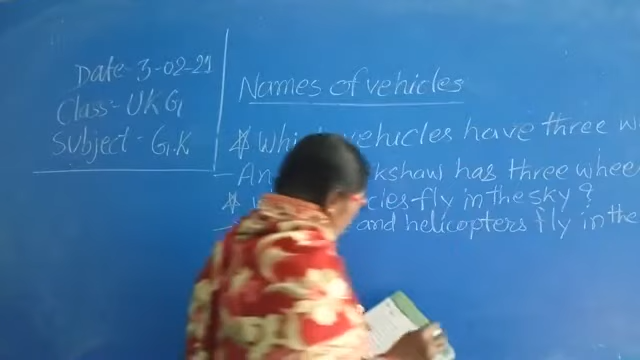 Date- 3-02-21
Class:- UKG
Subject- G.K
Names of vehicles
* Which vehicles have three
- An kshaw has three whee
* cles fly in the sky?
- and helicopters fly in the